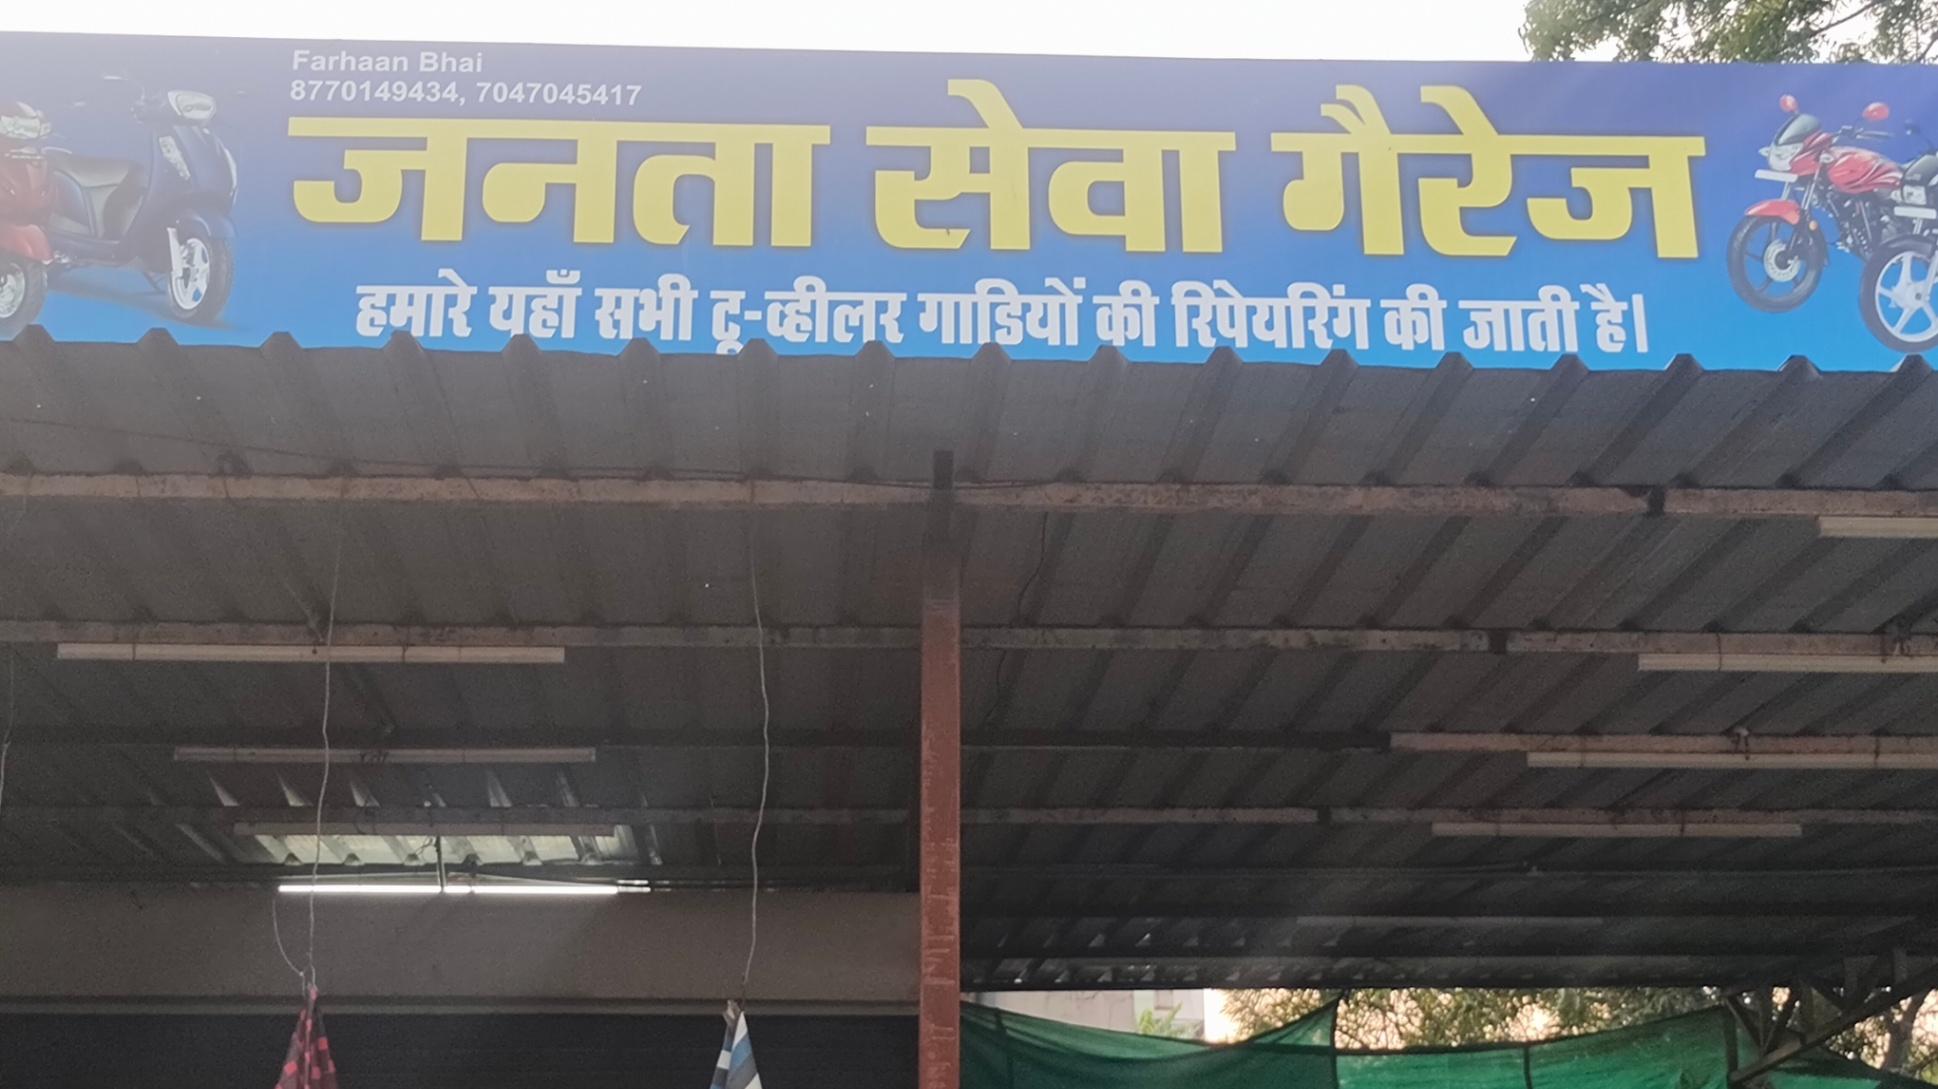 Farhaan Bhai
8770149434, 7047045417
जनता सेवा गैरेज
हमारे यहाँ सभी टू-व्हीलर गाडियों की रिपेयरिंग की जाती है।